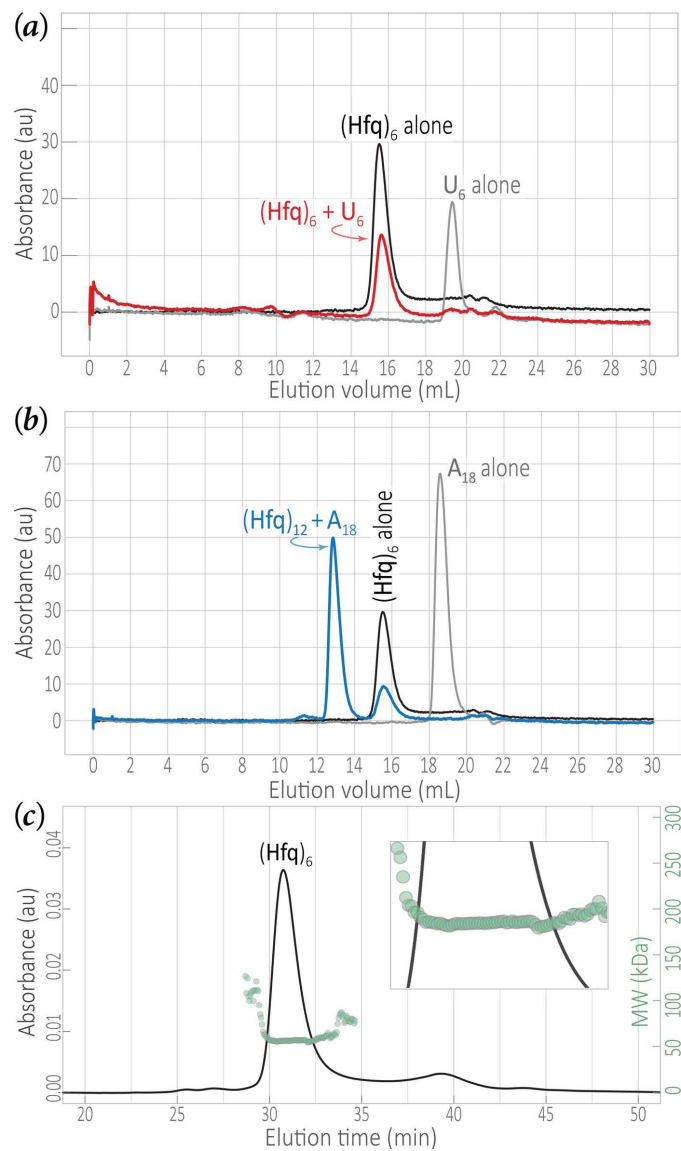 (a)
Absorbance (au)
50
40
30
20
10
0
(Hfq)6 alone
U6 alone
(Hfq)6 + U6
0 2 4 6 8 10 12 14 16 18 20 22 24 26 28 30
Elution volume (mL)
(b)
Absorbance (au)
70
60
50
40
30
20
10
0
A18 alone
(Hfq)12 + A18
(Hfq)6 alone
0 2 4 6 8 10 12 13 14 16 18 20 22 24 26 28 30
Elution volume (mL)
(c)
Absorbance (au)
0.04
0.03
0.02
0.01
0.00
(Hfq)6
MW (kDa)
300
250
200
150
100
50
0
20 25 30 35 40 45 50
Elution time (min)